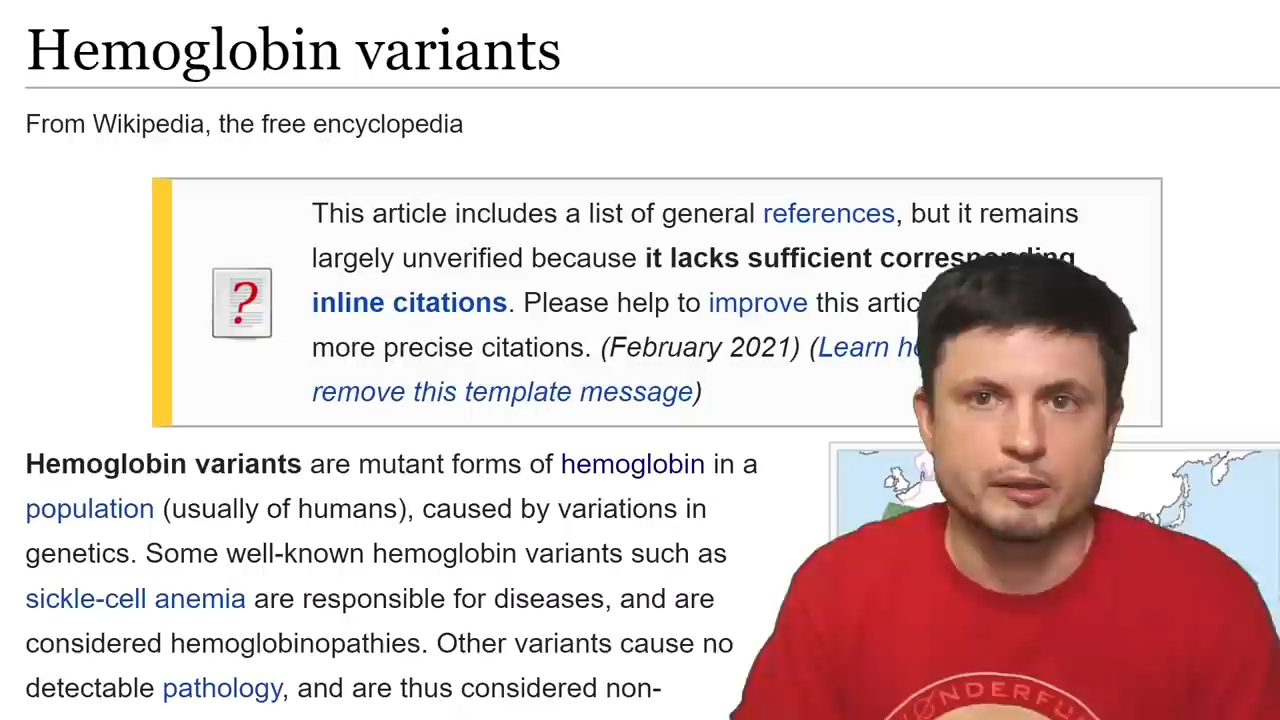 Hemoglobin variants
From Wikipedia, the free encyclopedia
This article includes a list of general references, but it remains
largely unverified because it lacks sufficient corresponding
inline citations. Please help to improve this
more precise citations. (February 2021) (Learn
remove this template message)
Hemoglobin variants are mutant forms of hemoglobin in a
population (usually of humans), caused by variations in
genetics. Some well-known hemoglobin variants such as
sickle-cell anemia are responsible for diseases, and are
considered hemoglobinopathies. Other variants cause no
detectable pathology, and are thus considered non-